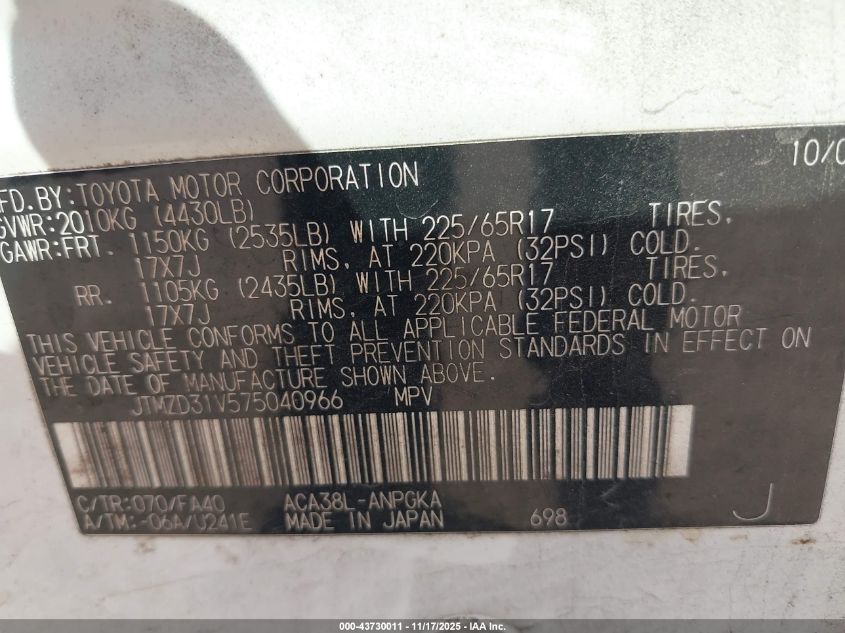 10/0
FD.BY:TOYOTA MOTOR CORPORATION
GVWR:2010KG (4430LB)
GAWR:FRT. 1150KG (2535LB) WITH 225/65R17 TIRES,
17X7J RIMS, AT 220KPA (32PSI) COLD.
RR. 1105KG (2435LB) WITH 225/65R17 TIRES,
17X7J RIMS, AT 220KPA (32PSI) COLD.
THIS VEHICLE CONFORMS TO ALL APPLICABLE FEDERAL MOTOR
VEHICLE SAFETY AND THEFT PREVENTION STANDARDS IN EFFECT ON
THE DATE OF MANUFACTURE SHOWN ABOVE.
JTMZD31V575040966 MPV
C/TR:070/FA40 ACA38L-ANPGKA
A/TM:-06A/U241E MADE IN JAPAN 698 J
000-43730011 - 11/17/2025 - IAA Inc.